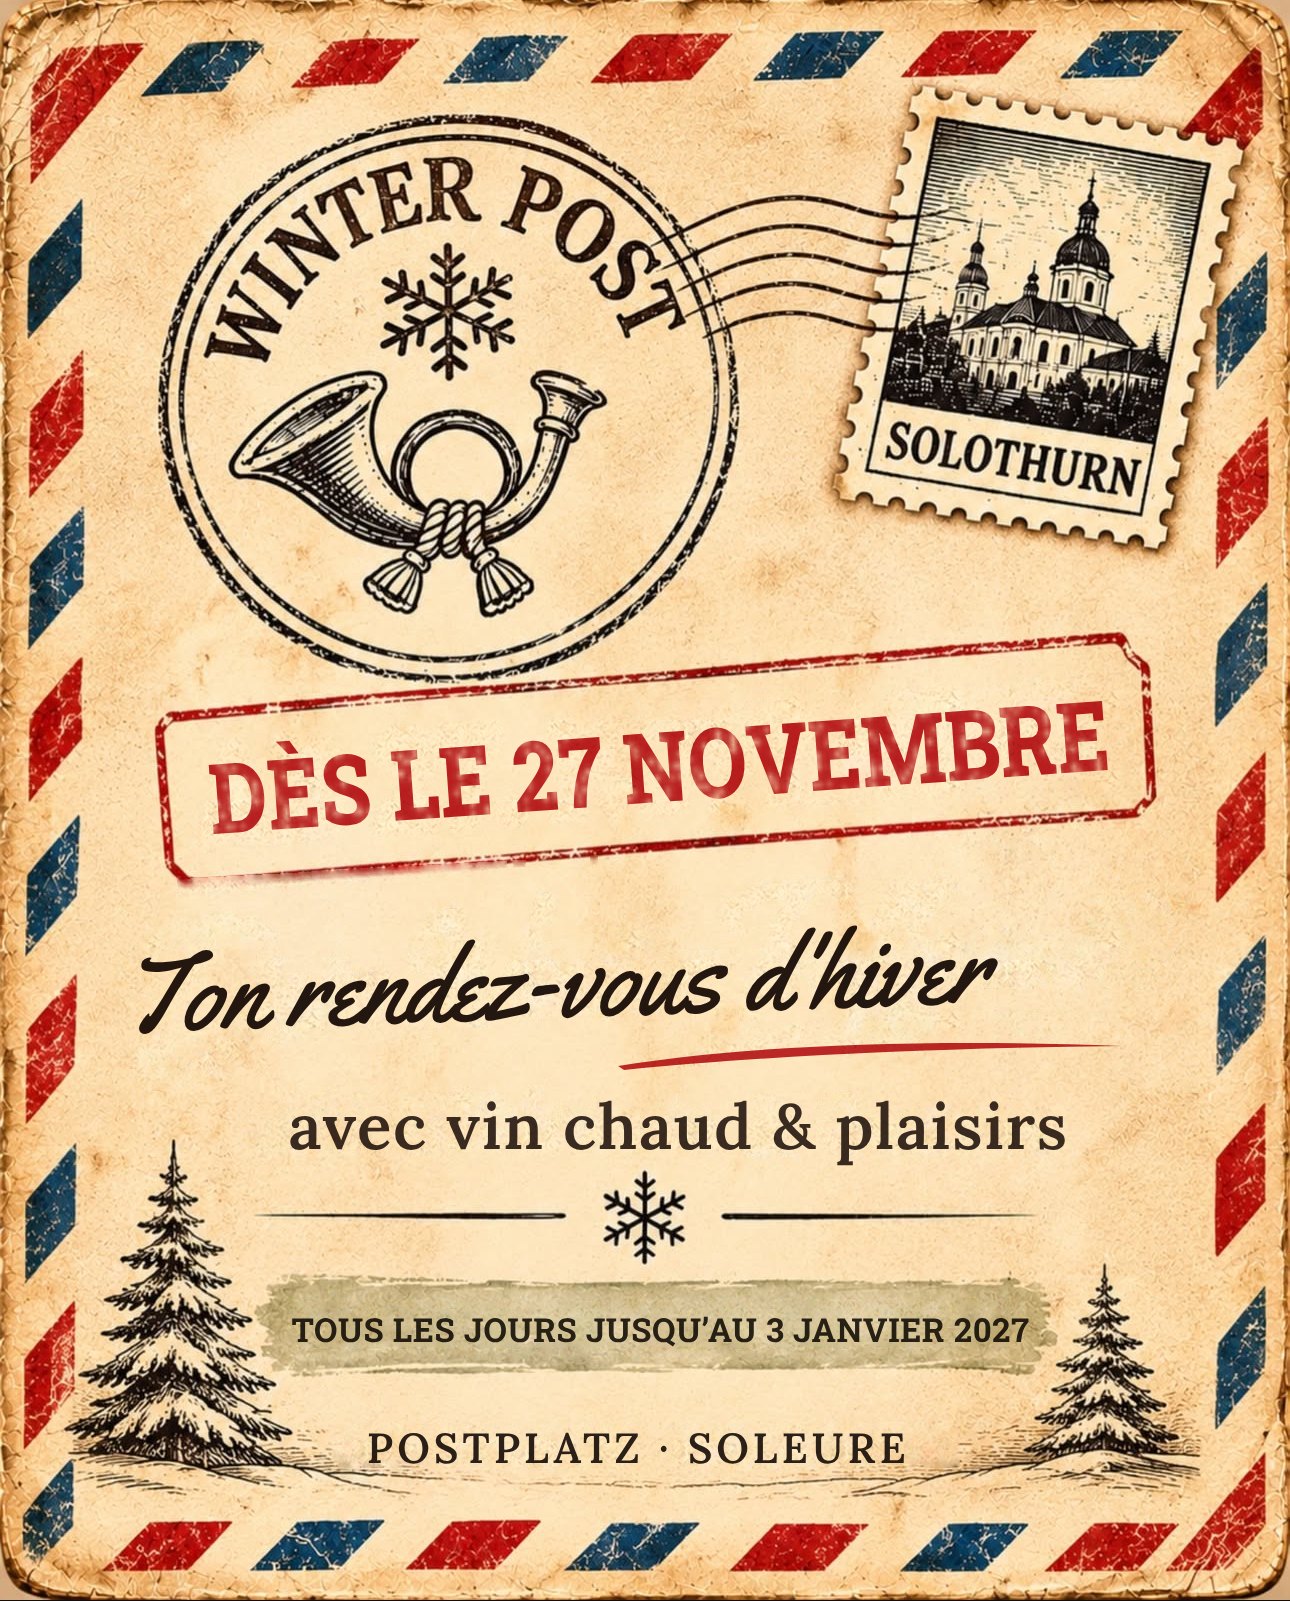 WINTER POST
SOLOTHURN
DÈS LE 27 NOVEMBRE
Ton rendez-vous d'hiver
avec vin chaud & plaisirs
TOUS LES JOURS JUSQU’AU 3 JANVIER 2027
POSTPLATZ · SOLEURE